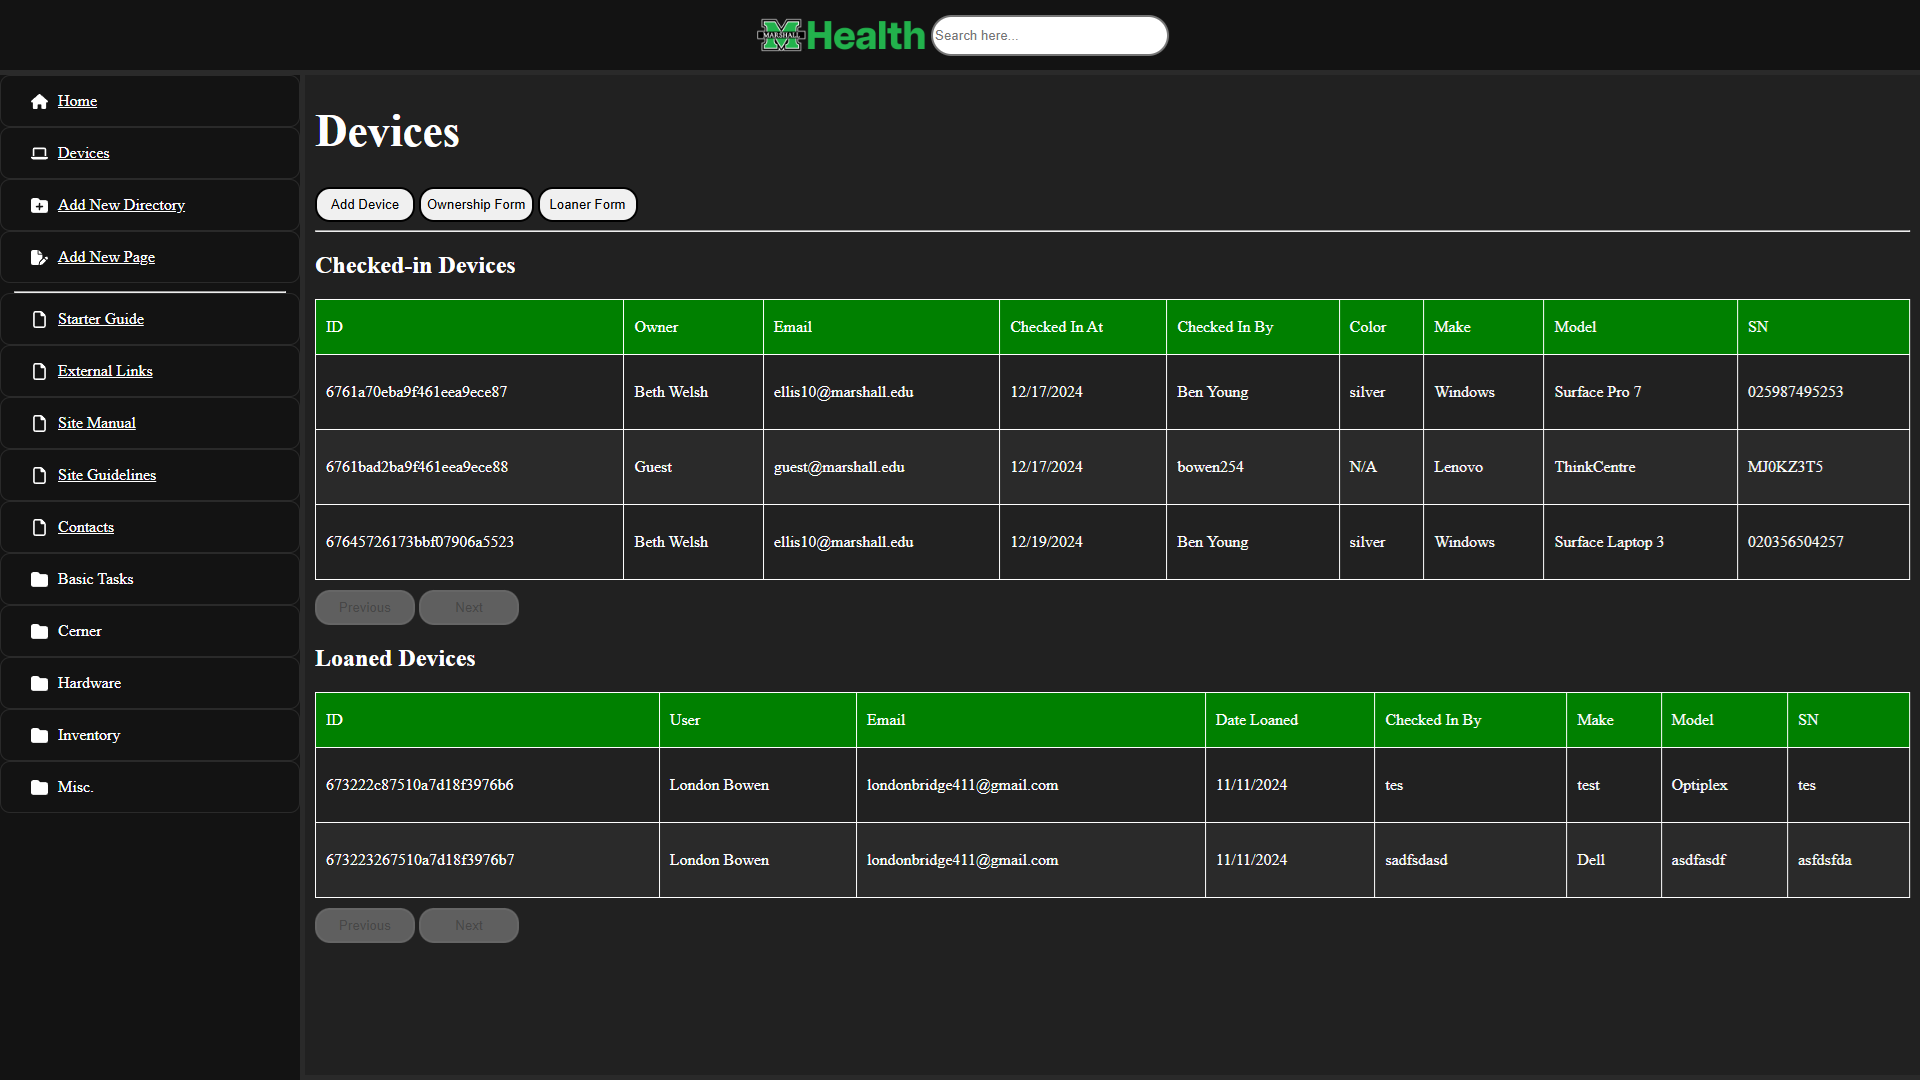 MARSHALL Health Search here...
Home
Devices
Add New Directory
Add New Page
Starter Guide
External Links
Site Manual
Site Guidelines
Contacts
Basic Tasks
Cerner
Hardware
Inventory
Misc.
Devices
Add Device Ownership Form Loaner Form
Checked-in Devices
ID Owner Email Checked In At Checked In By Color Make Model SN
6761a70eba9f461eea9ece87 Beth Welsh ellis10@marshall.edu 12/17/2024 Ben Young silver Windows Surface Pro 7 025987495253
6761bad2ba9f461eea9ece88 Guest guest@marshall.edu 12/17/2024 bowen254 N/A Lenovo ThinkCentre MJ0KZ3T5
67645726173bbf07906a5523 Beth Welsh ellis10@marshall.edu 12/19/2024 Ben Young silver Windows Surface Laptop 3 020356504257
Previous Next
Loaned Devices
ID User Email Date Loaned Checked In By Make Model SN
673222c87510a7d18f3976b6 London Bowen londonbridge411@gmail.com 11/11/2024 tes test Optiplex tes
673223267510a7d18f3976b7 London Bowen londonbridge411@gmail.com 11/11/2024 sadfsdasd Dell asdfasdf asfdsfda
Previous Next